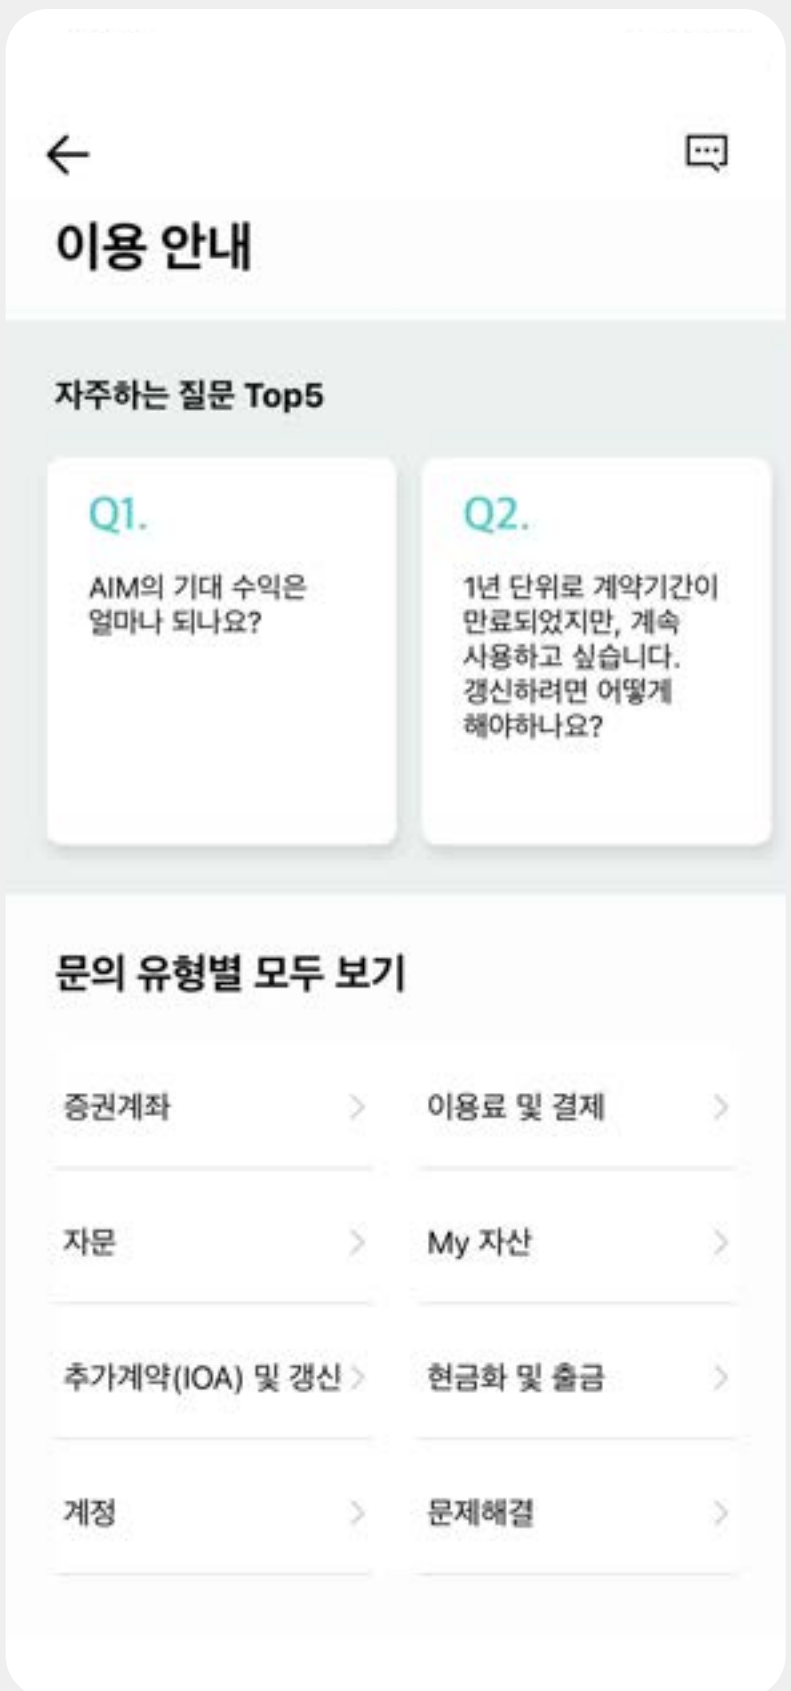 이용 안내
자주하는 질문 Top5
Q1.
AIM의 기대 수익은
얼마나 되나요?
Q2.
1년 단위로 계약기간이
만료되었지만, 계속
사용하고 싶습니다.
갱신하려면 어떻게
해야하나요?
문의 유형별 모두 보기
증권계좌
이용료 및 결제
자문
My 자산
추가계약(IOA) 및 갱신
현금화 및 출금
계정
문제해결